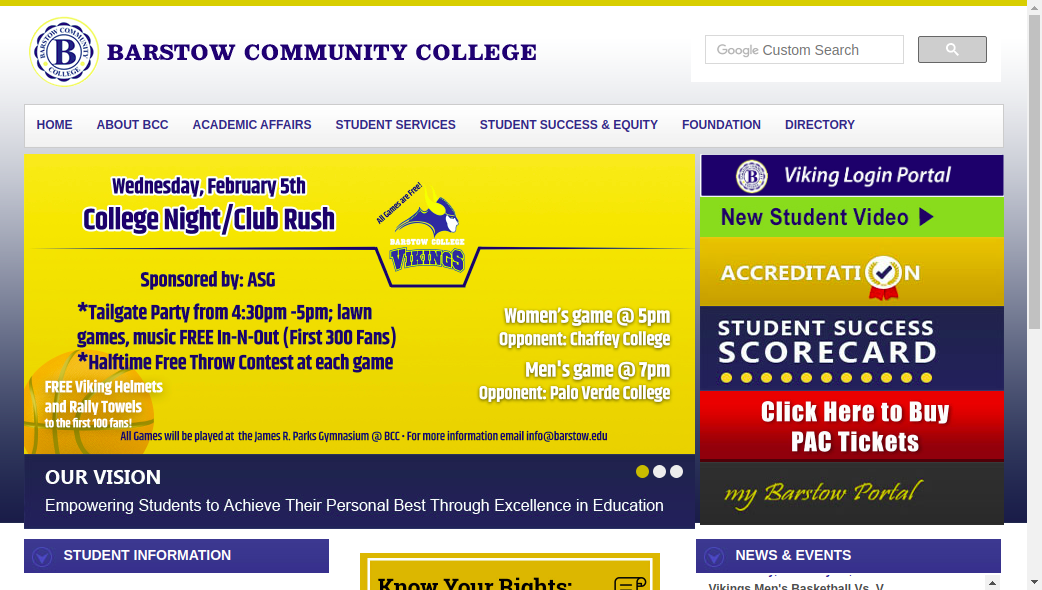 BARSTOW COMMUNITY COLLEGE
BARSTOW COMMUNITY
B
COLLEGE
Google Custom Search
HOME ABOUT BCC ACADEMIC AFFAIRS STUDENT SERVICES STUDENT SUCCESS & EQUITY FOUNDATION DIRECTORY
Wednesday, February 5th
College Night/Club Rush
All Games are Free!
BARSTOW COLLEGE
VIKINGS
Sponsored by: ASG
*Tailgate Party from 4:30pm -5pm; lawn
games, music FREE In-N-Out (First 300 Fans)
*Halftime Free Throw Contest at each game
Women's game @ 5pm
Opponent: Chaffey College
Men's game @ 7pm
Opponent: Palo Verde College
FREE Viking Helmets
and Rally Towels
to the first 100 fans!
All Games will be played at the James R. Parks Gymnasium @ BCC • For more information email info@barstow.edu
OUR VISION
Empowering Students to Achieve Their Personal Best Through Excellence in Education
B Viking Login Portal
New Student Video
ACCREDITATI N
STUDENT SUCCESS
SCORECARD
Click Here to Buy
PAC Tickets
my Barstow Portal
STUDENT INFORMATION
Know Your Rights:
NEWS & EVENTS
Vikings Men's Basketball Vs. V